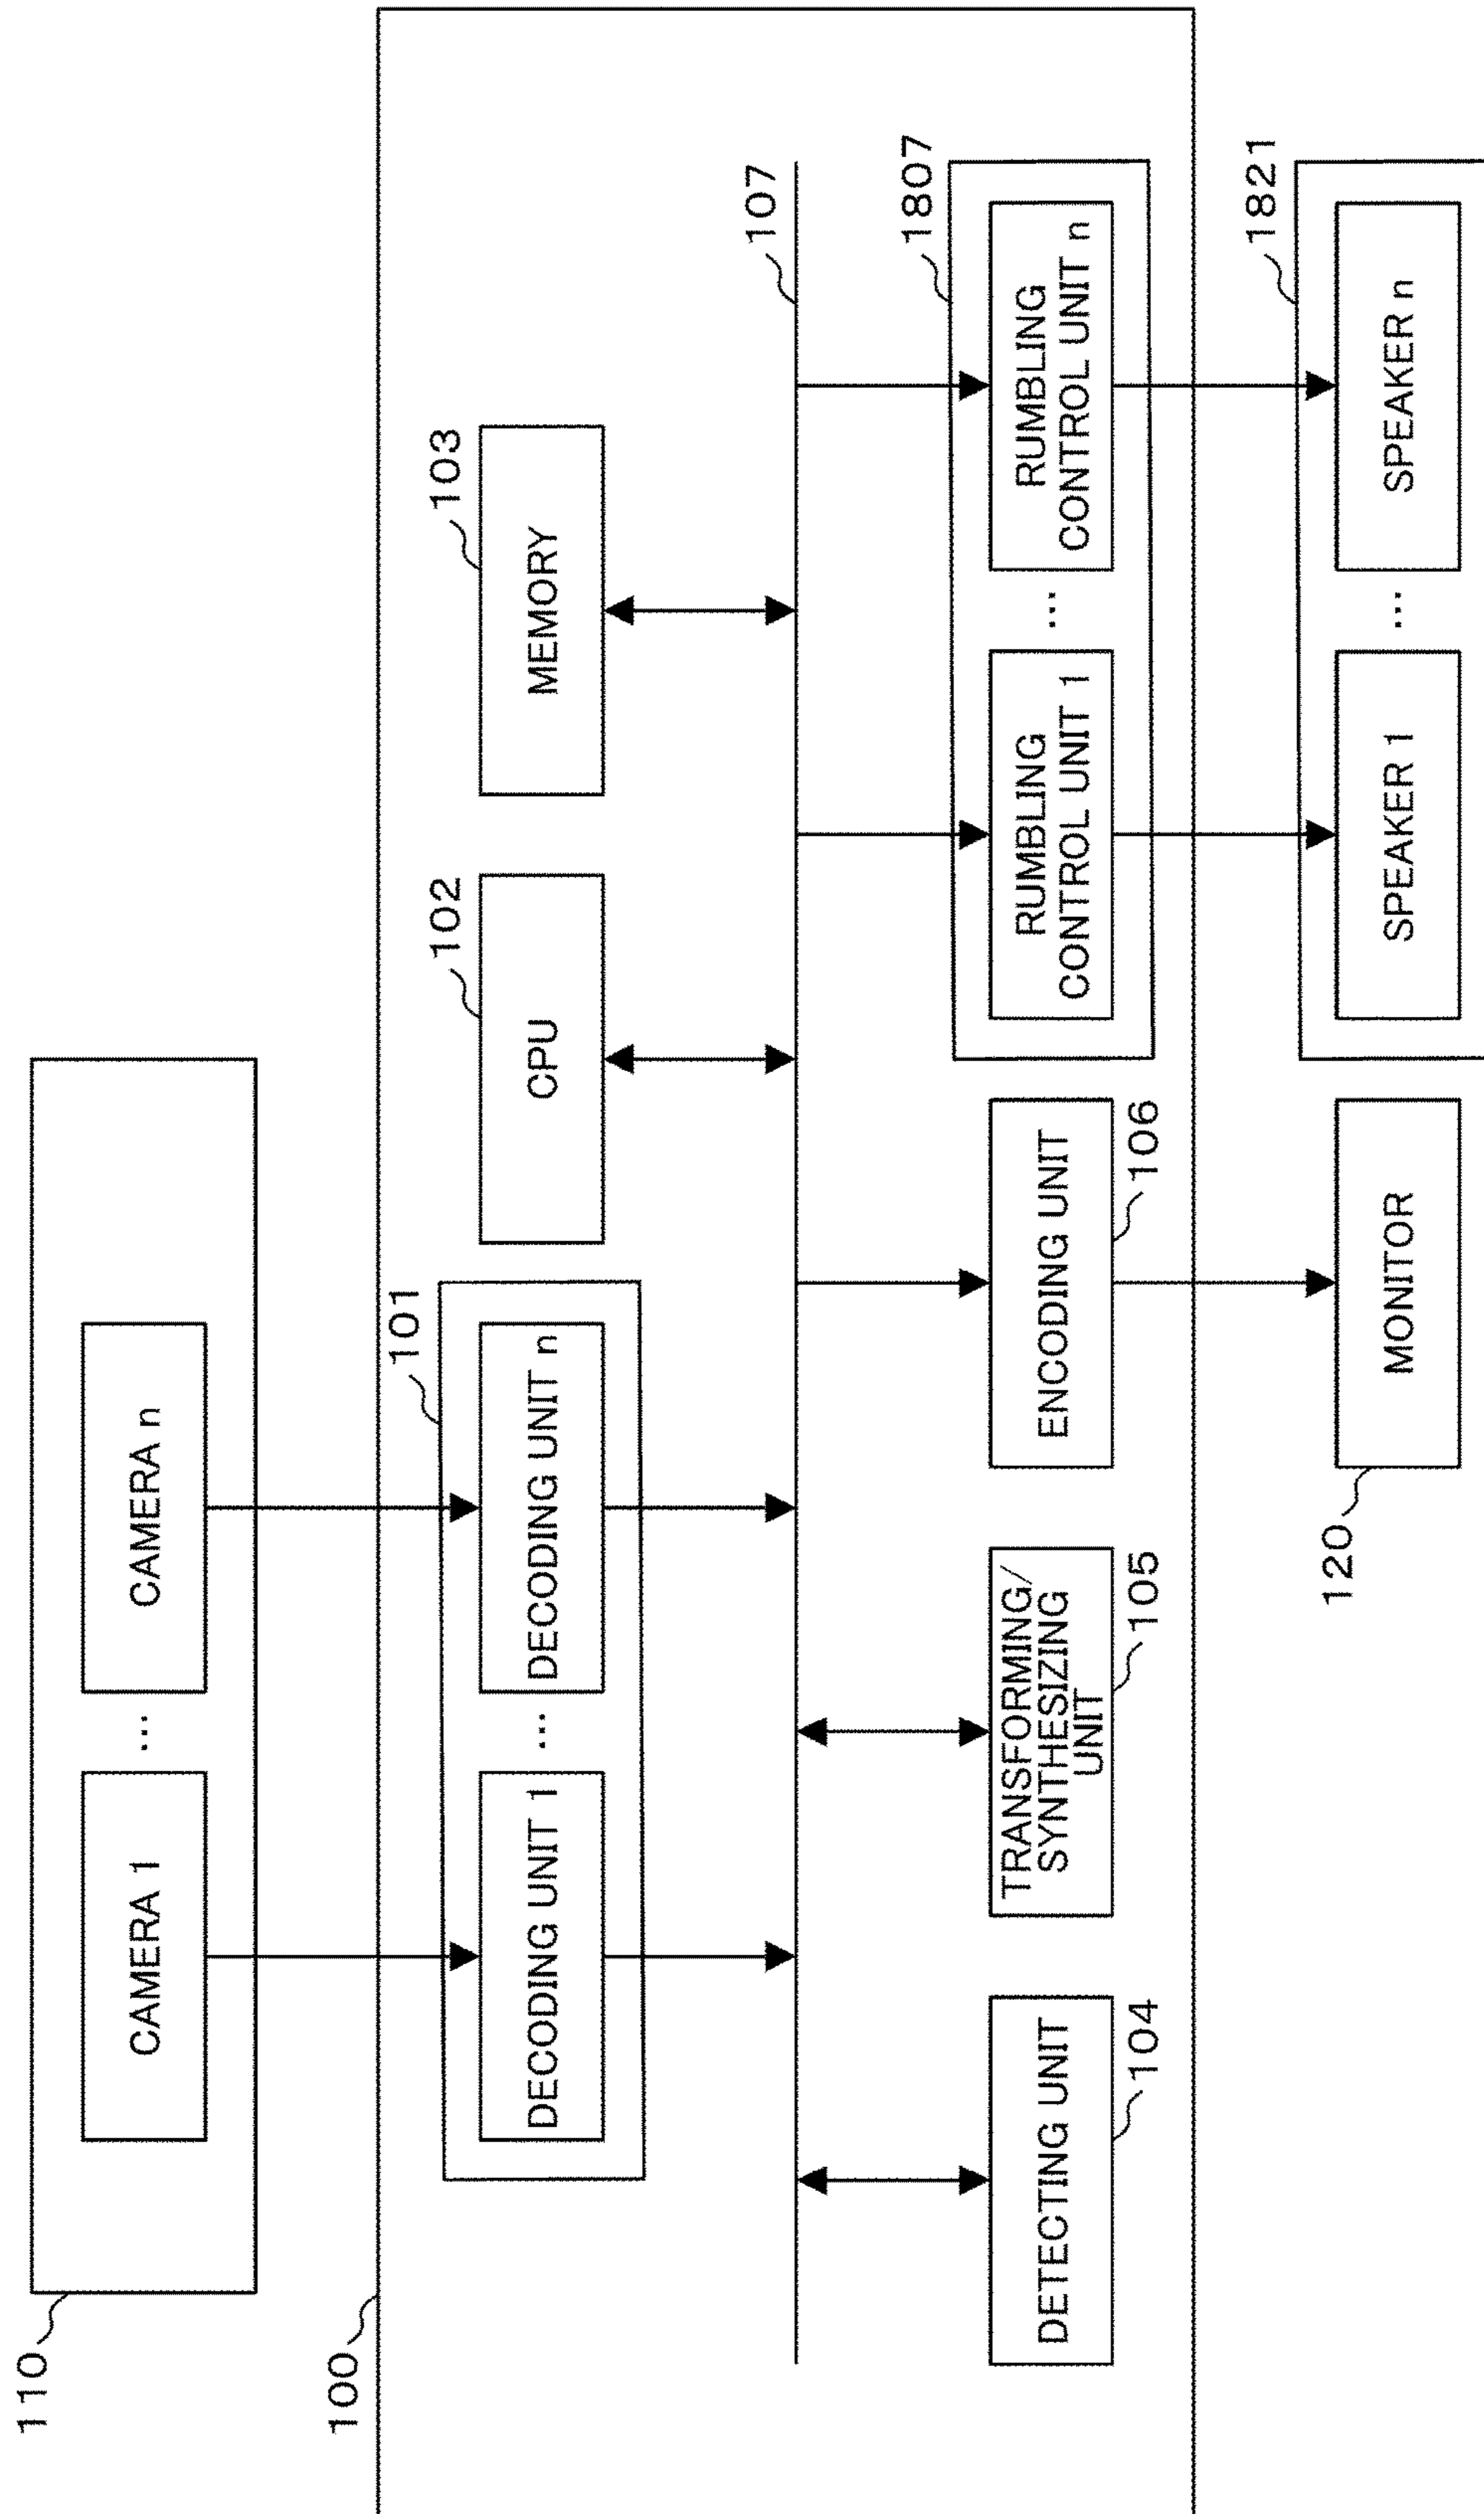 110
CAMERA 1
...
CAMERA n
100
101
DECODING UNIT 1
...
DECODING UNIT n
102
CPU
103
MEMORY
107
DETECTING UNIT
104
TRANSFORMING/
SYNTHESIZING
UNIT
105
ENCODING UNIT
106
1807
RUMBLING
CONTROL UNIT 1
...
RUMBLING
CONTROL UNIT n
120
MONITOR
1821
SPEAKER 1
...
SPEAKER n